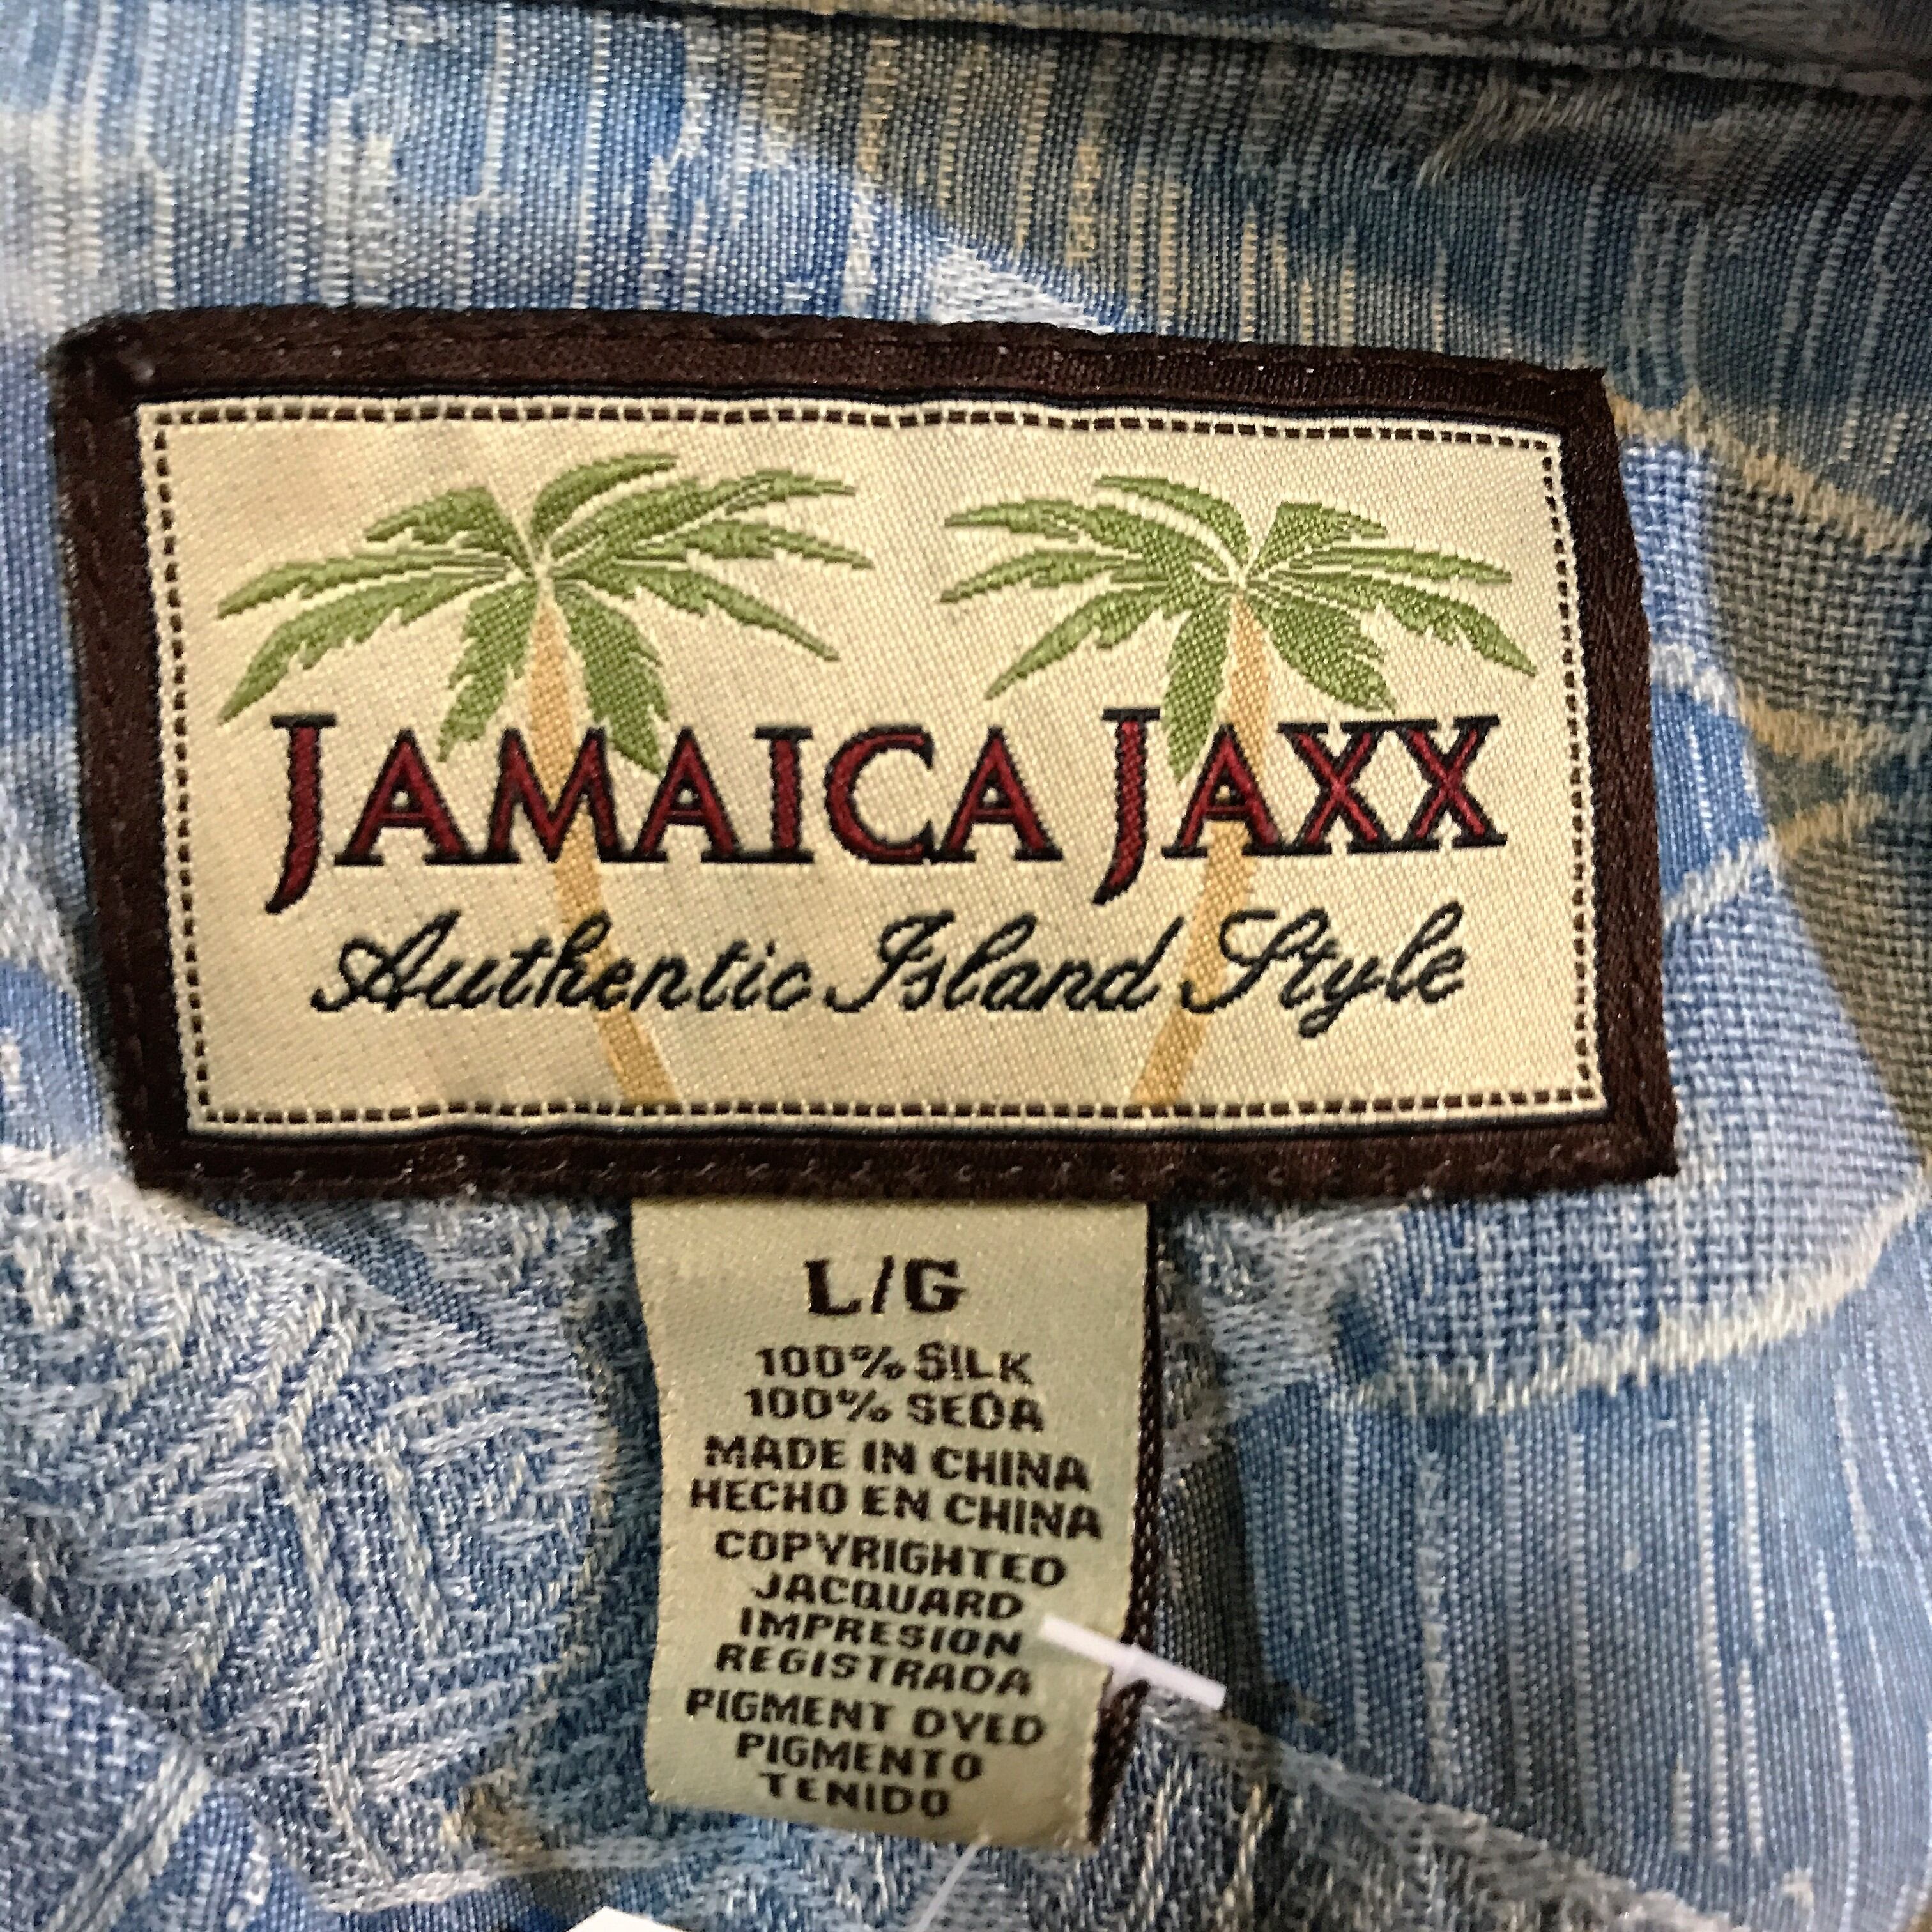 JAMAICA JAXX
Authentic Island Style
L/G
100% SILK
100% SEDA
MADE IN CHINA
HECHO EN CHINA
COPYRIGHTED
JACQUARD
IMPRESION
REGISTRADA
PIGMENT DYED
PIGMENTO
TENIDO